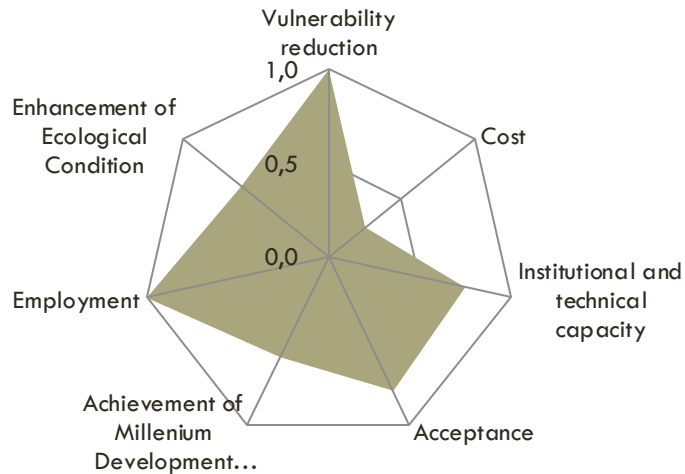 Vulnerability
reduction
1,0
Enhancement of
Ecological
Condition
Cost
0,5
0,0
Institutional and
technical
capacity
Employment
Achievement of
Millenium
Development...
Acceptance